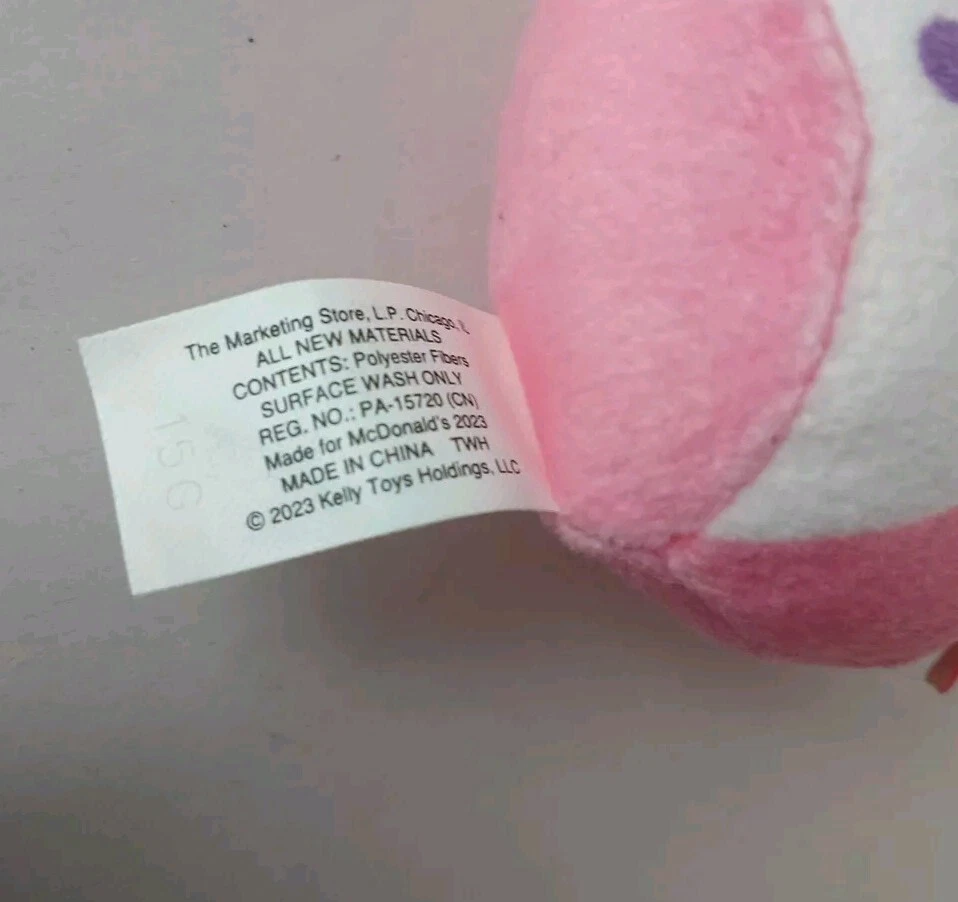 The Marketing Store, L.P. Chicago, IL
ALL NEW MATERIALS
CONTENTS: Polyester Fibers
SURFACE WASH ONLY
REG. NO.: PA-15720 (CN)
Made for McDonald's 2023
MADE IN CHINA TWH
© 2023 Kelly Toys Holdings, LLC
15 G